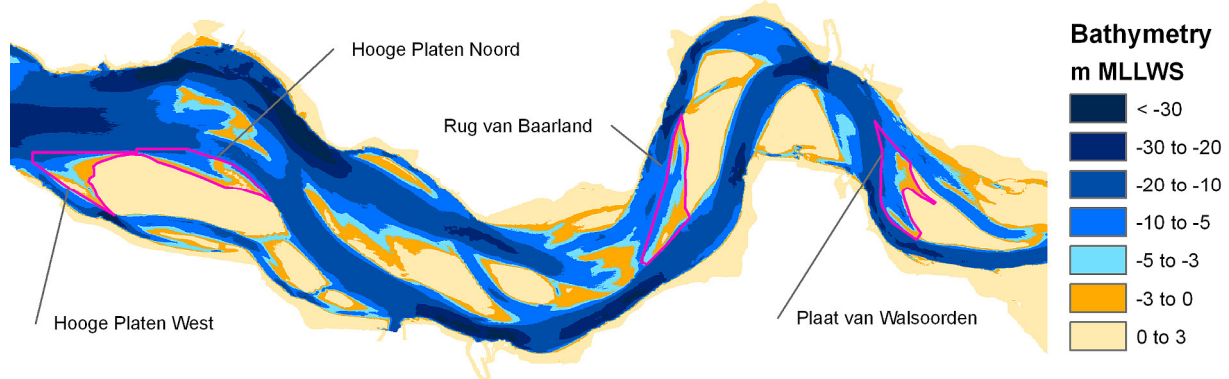 Hooge Platen Noord
Rug van Baarland
Hooge Platen West
Plaat van Walsoorden
Bathymetry
m MLLWS
< -30
-30 to -20
-20 to -10
-10 to -5
-5 to -3
-3 to 0
0 to 3